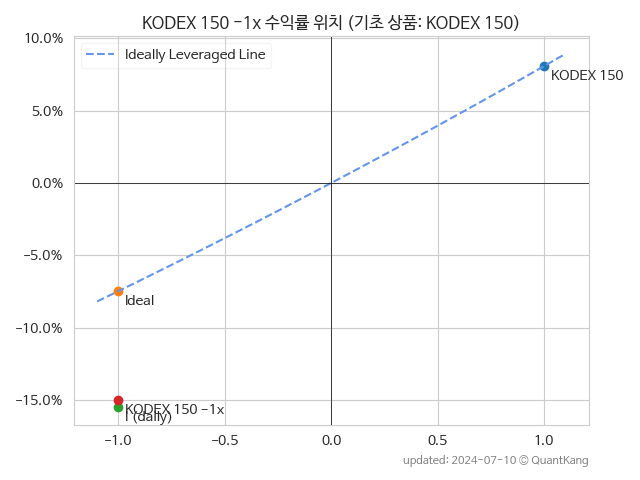 KODEX 150 -1x 수익률 위치 (기초 상품: KODEX 150)
10.0%
Ideally Leveraged Line
KODEX 150
5.0%
0.0%
-5.0%
Ideal
-10.0%
-15.0%
KODEX 150 -1x
(daily)
-1.0 -0.5 0.0 0.5 1.0
updated: 2024-07-10 © QuantKang